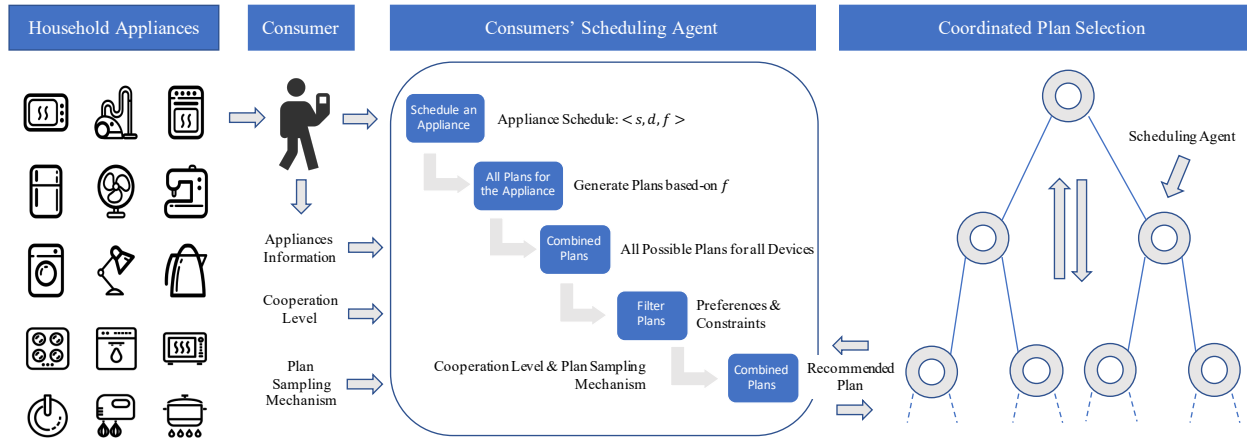 Household Appliances
Consumer
Consumers' Scheduling Agent
Coordinated Plan Selection
Schedule an
Appliance
Appliance Schedule: < s, d, f >
All Plans for
the Appliance
Generate Plans based-on f
Combined
Plans
All Possible Plans for all Devices
Filter
Plans
Preferences &
Constraints
Cooperation Level & Plan Sampling
Mechanism
Combined
Plans
Appliances
Information
Cooperation
Level
Plan
Sampling
Mechanism
Recommended
Plan
Scheduling Agent